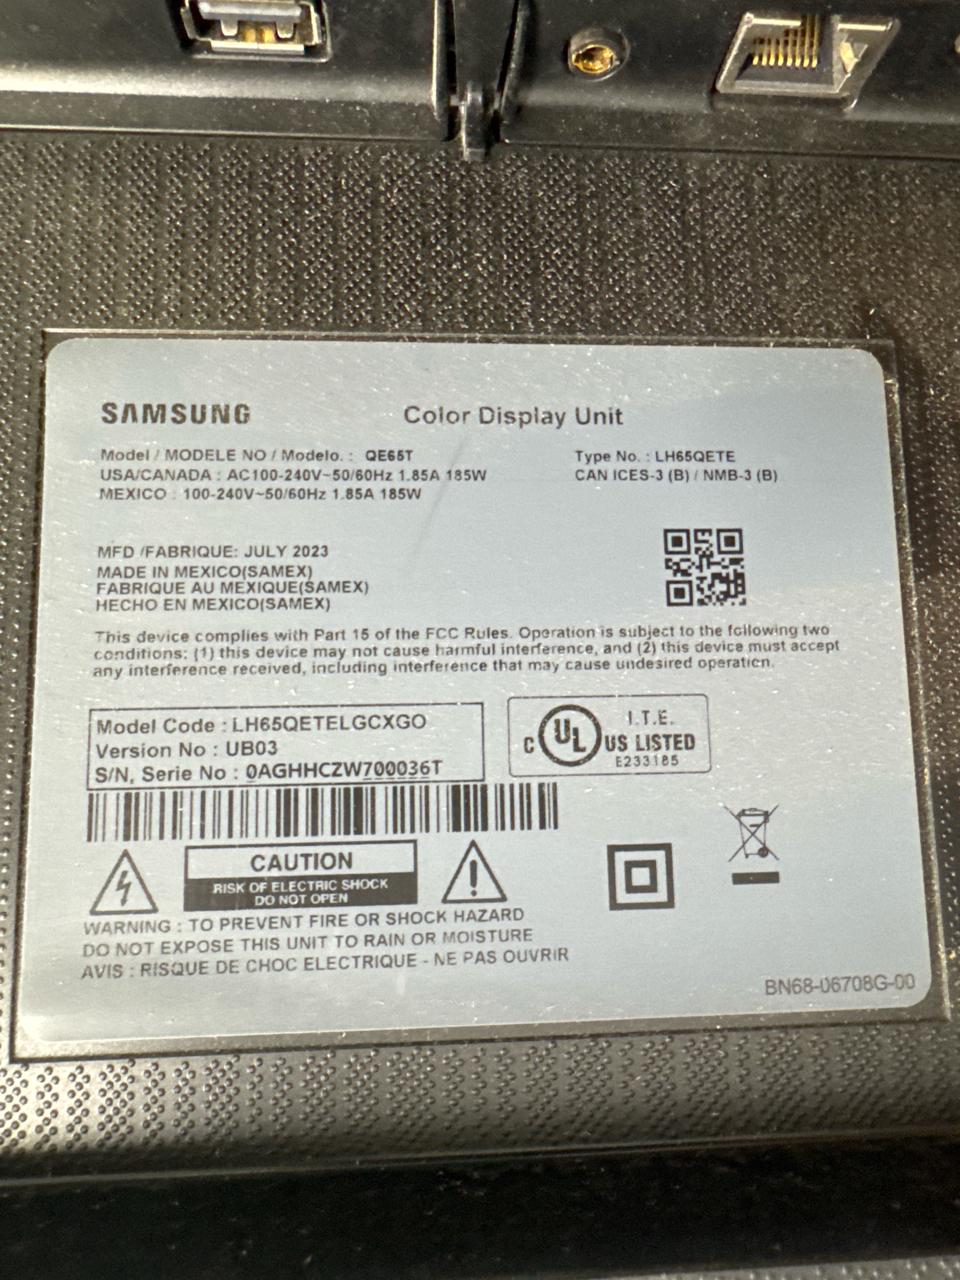 SAMSUNG Color Display Unit
Model / MODELE NO / Modelo. : QE65T Type No. : LH65QETE
USA/CANADA : AC100-240V~50/60Hz 1.85A 185W CAN ICES-3 (B) / NMB-3 (B)
MEXICO : 100-240V~50/60Hz 1.85A 185W
MFD /FABRIQUE: JULY 2023
MADE IN MEXICO(SAMEX)
FABRIQUE AU MEXIQUE(SAMEX)
HECHO EN MEXICO(SAMEX)
This device complies with Part 15 of the FCC Rules. Operation is subject to the following two
conditions: (1) this device may not cause harmful interference, and (2) this device must accept
any interference received, including interference that may cause undesired operation.
Model Code : LH65QETELGCXGO
Version No : UB03
S/N, Serie No : 0AGHHCZW700036T
C UL US LISTED
I.T.E.
E233185
CAUTION
RISK OF ELECTRIC SHOCK
DO NOT OPEN
WARNING : TO PREVENT FIRE OR SHOCK HAZARD
DO NOT EXPOSE THIS UNIT TO RAIN OR MOISTURE
AVIS : RISQUE DE CHOC ELECTRIQUE - NE PAS OUVRIR
BN68-06708G-00